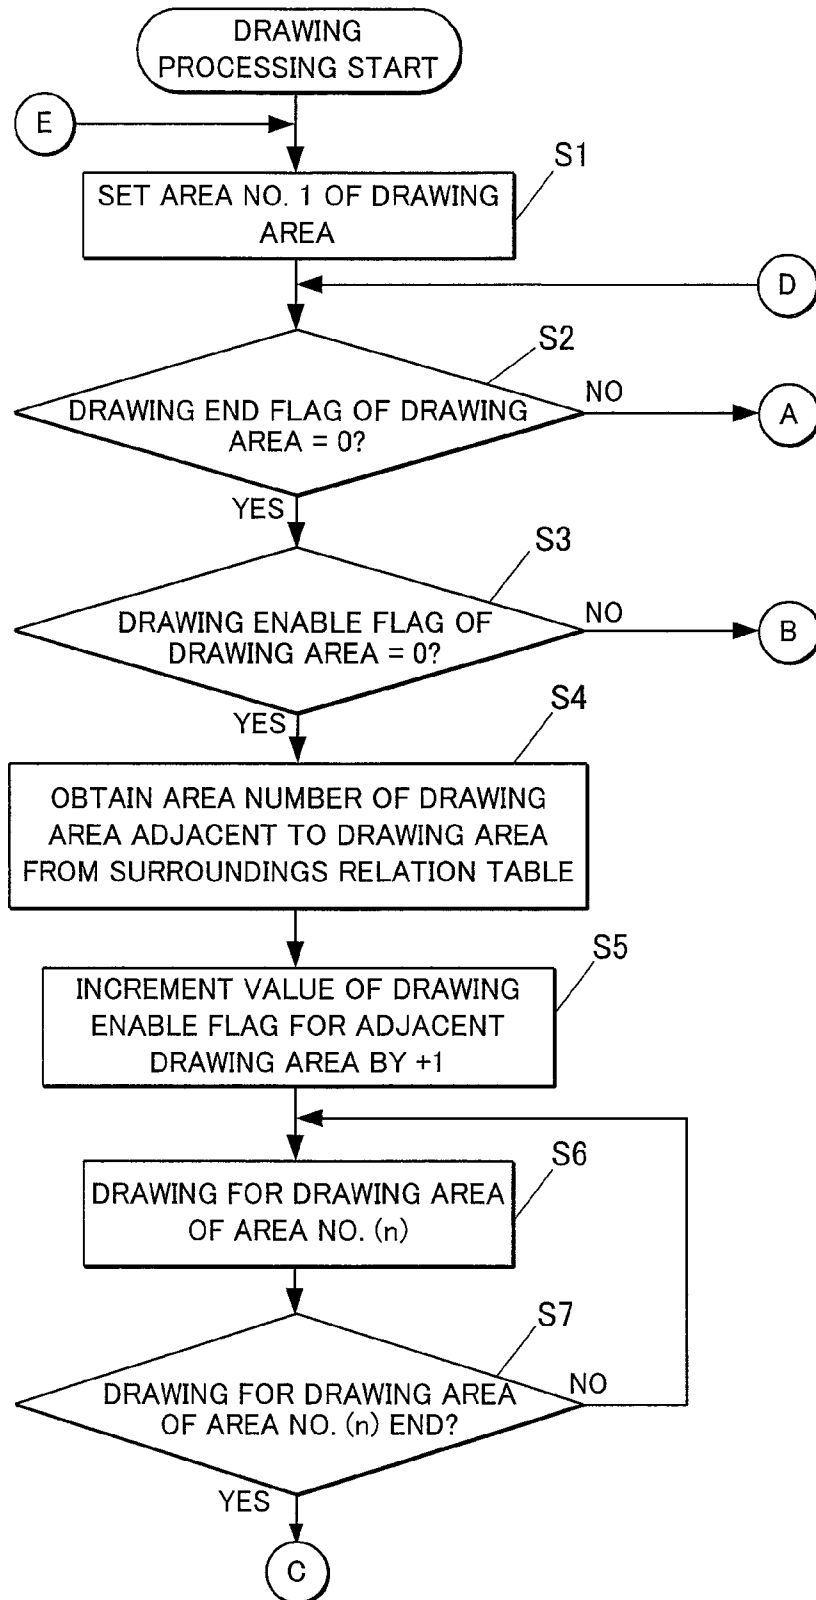 DRAWING
PROCESSING START
E
S1
SET AREA NO. 1 OF DRAWING
AREA
D
S2
DRAWING END FLAG OF DRAWING
AREA = 0?
NO
A
YES
S3
DRAWING ENABLE FLAG OF
DRAWING AREA = 0?
NO
B
YES
S4
OBTAIN AREA NUMBER OF DRAWING
AREA ADJACENT TO DRAWING AREA
FROM SURROUNDINGS RELATION TABLE
S5
INCREMENT VALUE OF DRAWING
ENABLE FLAG FOR ADJACENT
DRAWING AREA BY +1
S6
DRAWING FOR DRAWING AREA
OF AREA NO. (n)
S7
DRAWING FOR DRAWING AREA
OF AREA NO. (n) END?
NO
YES
C